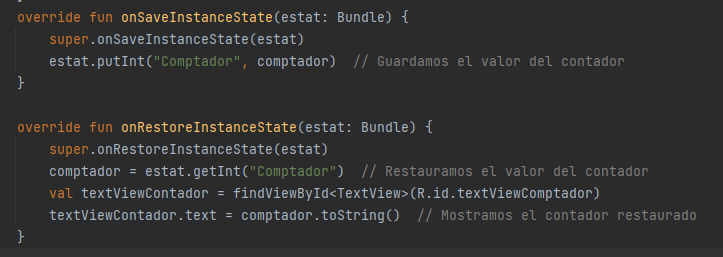 override fun onSaveInstanceState(estat: Bundle) {
    super.onSaveInstanceState(estat)
    estat.putInt("Comptador", comptador)  // Guardamos el valor del contador
}
override fun onRestoreInstanceState(estat: Bundle) {
    super.onRestoreInstanceState(estat)
    comptador = estat.getInt("Comptador")  // Restauramos el valor del contador
    val textViewContador = findViewById<TextView>(R.id.textViewComptador)
    textViewContador.text = comptador.toString()  // Mostramos el contador restaurado
}